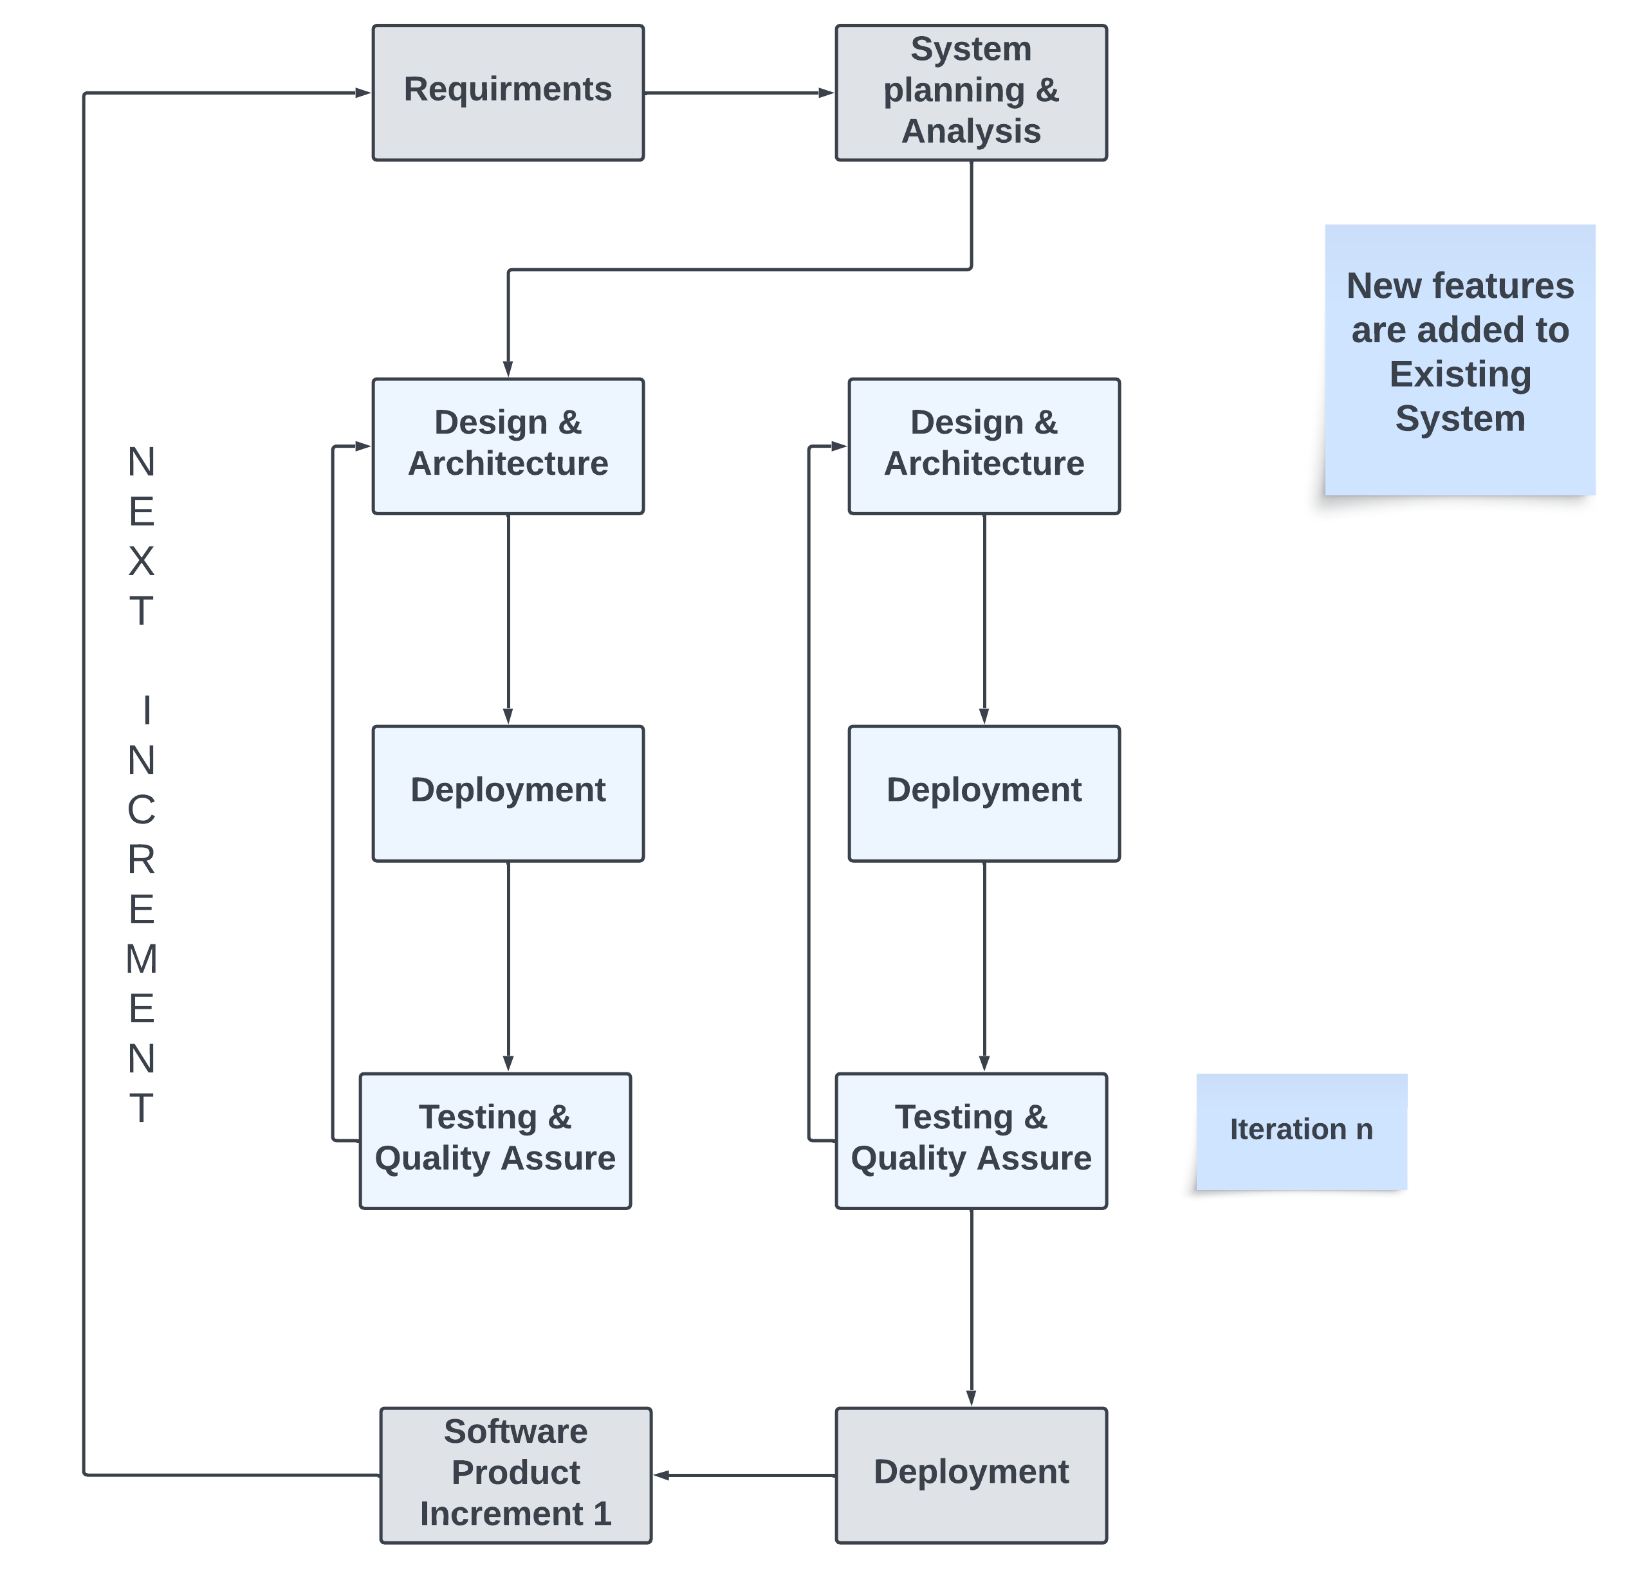 Requirments
System
planning &
Analysis
New features
are added to
Existing
System
Design &
Architecture
Design &
Architecture
N
E
X
T
I
N
C
R
E
M
E
N
T
Deployment
Deployment
Testing &
Quality Assure
Testing &
Quality Assure
Iteration n
Software
Product
Increment 1
Deployment